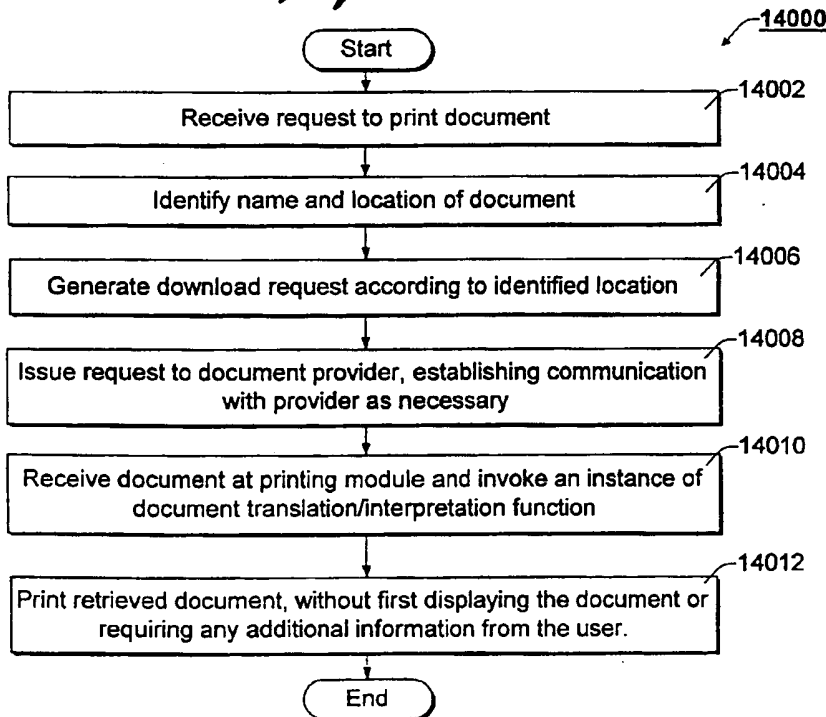 14000
Start
14002
Receive request to print document
14004
Identify name and location of document
14006
Generate download request according to identified location
14008
Issue request to document provider, establishing communication
with provider as necessary
14010
Receive document at printing module and invoke an instance of
document translation/interpretation function
14012
Print retrieved document, without first displaying the document or
requiring any additional information from the user.
End